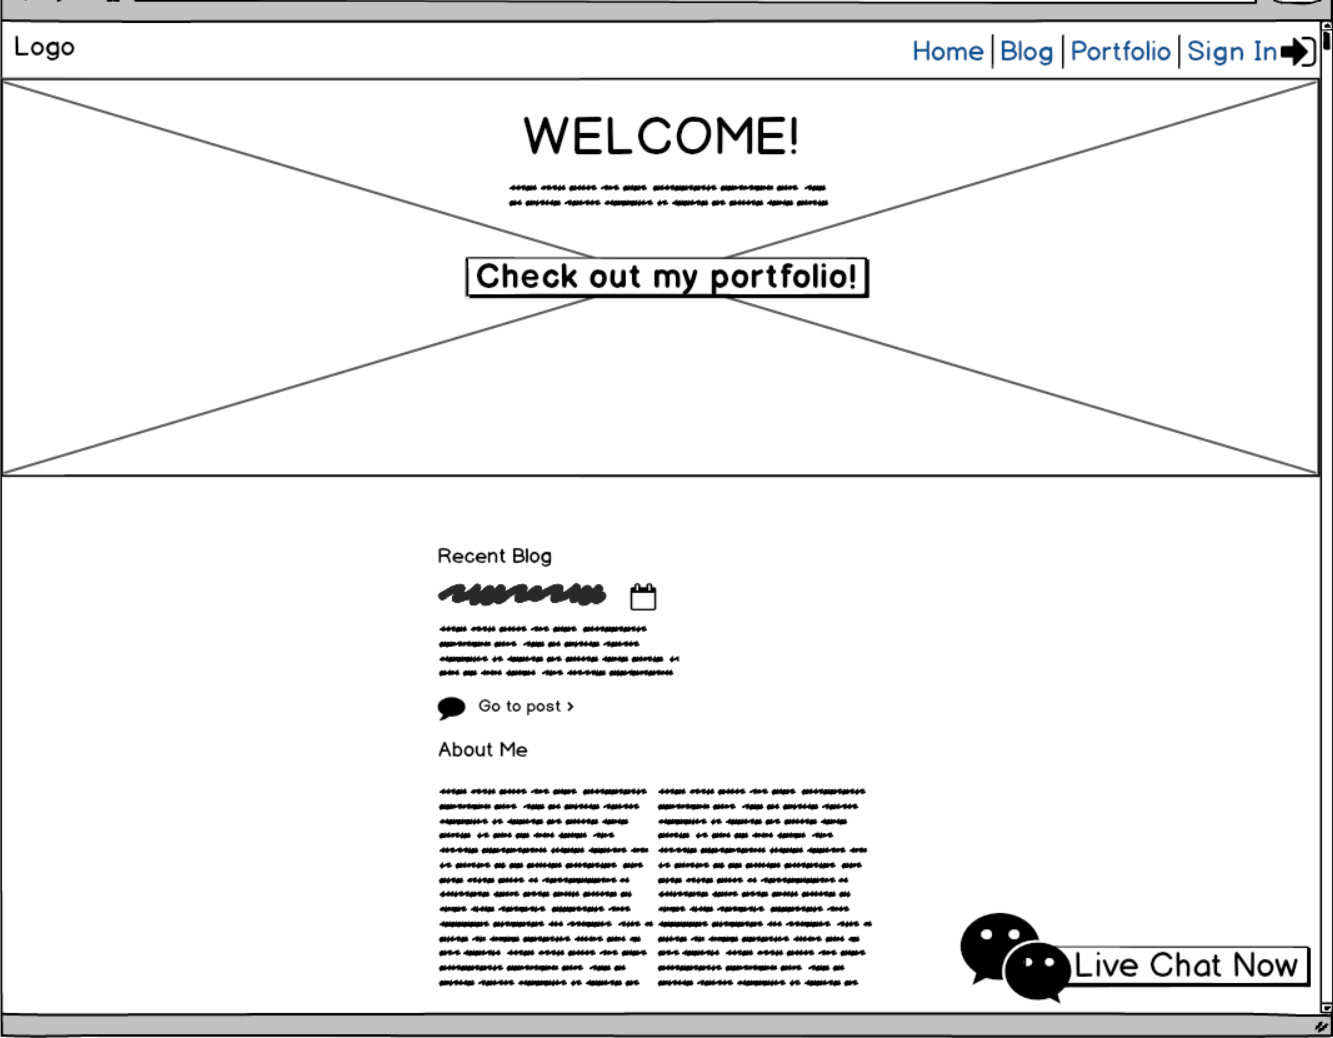 Logo
Home | Blog | Portfolio | Sign In
WELCOME!
Check out my portfolio!
Recent Blog
Go to post >
About Me
Live Chat Now